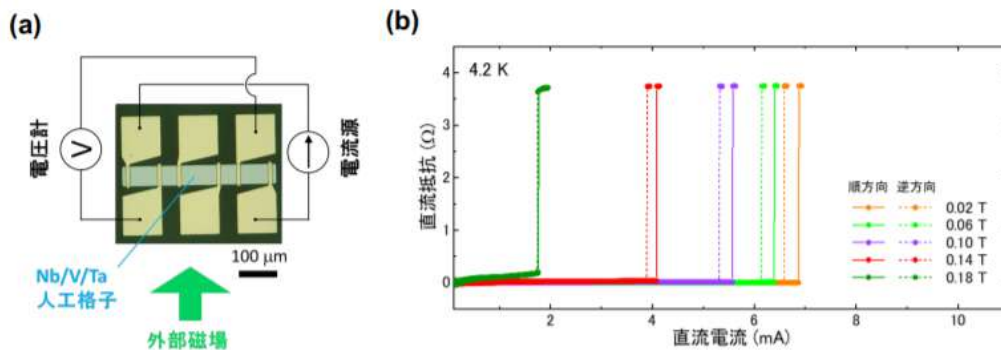 (a)
電圧計
V
電流源
Nb/V/Ta
人工格子
100 μm
外部磁場
(b)
4.2 K
直流抵抗 (Ω)
4
3
2
1
0
順方向 逆方向
0.02 T
0.06 T
0.10 T
0.14 T
0.18 T
2 4 6 8 10
直流電流 (mA)